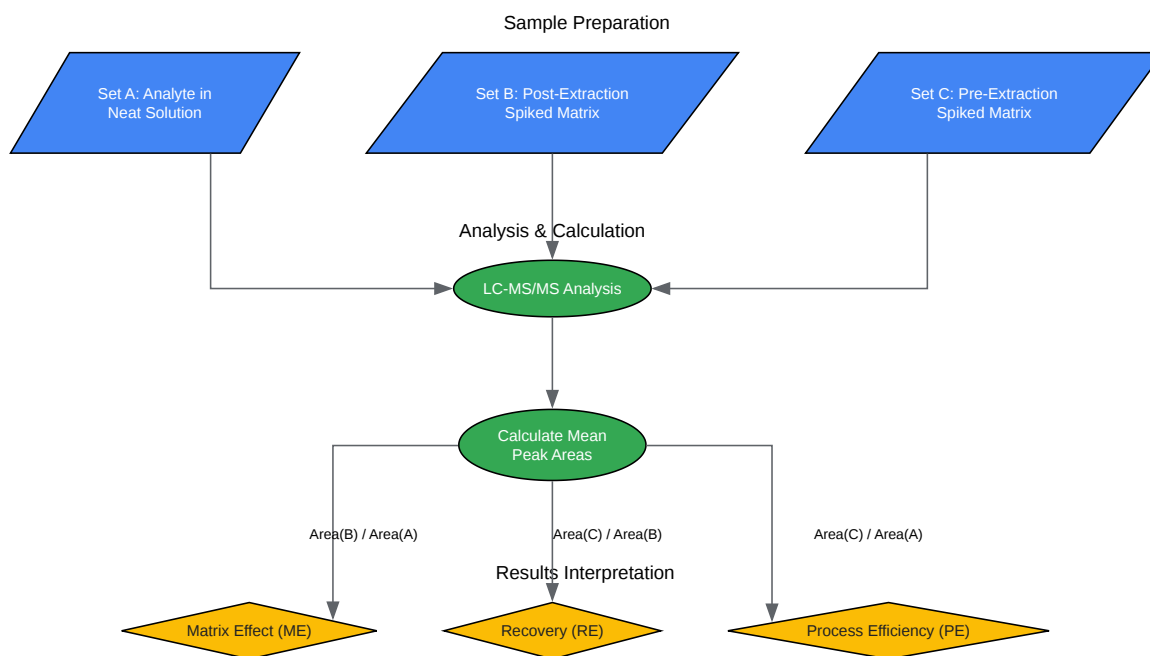 Sample Preparation
Set A: Analyte in
Neat Solution
Set B: Post-Extraction
Spiked Matrix
Set C: Pre-Extraction
Spiked Matrix
Analysis & Calculation
LC-MS/MS Analysis
Calculate Mean
Peak Areas
Area(B) / Area(A)
Area(C) / Area(B)
Area(C) / Area(A)
Results Interpretation
Matrix Effect (ME)
Recovery (RE)
Process Efficiency (PE)